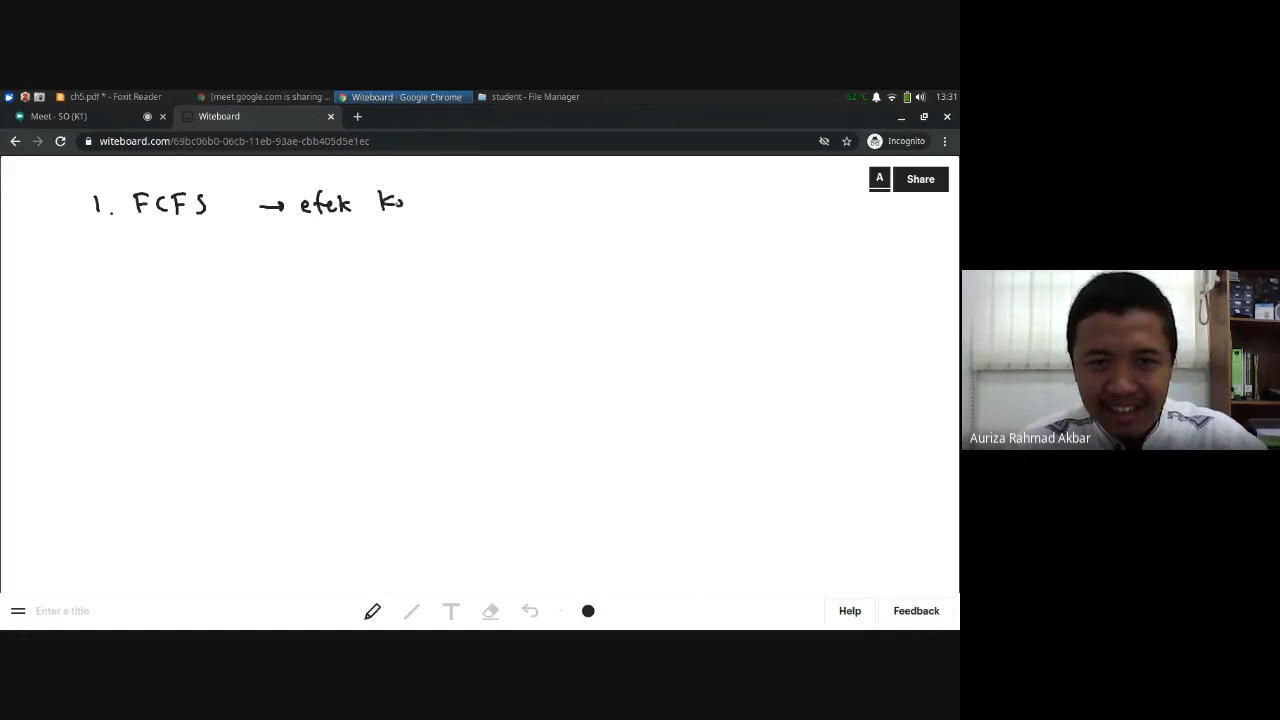 ch5.pdf * - Foxit Reader
[meet.google.com is sharing ...
Witeboard - Google Chrome
student - File Manager
62°C
13:31
Meet - SO (K1)
Witeboard
witeboard.com/69bc06b0-06cb-11eb-93ae-cbb405d5e1ec
Incognito
A
Share
1. FCFS → efek Ko
Auriza Rahmad Akbar
Enter a title
T
Help
Feedback